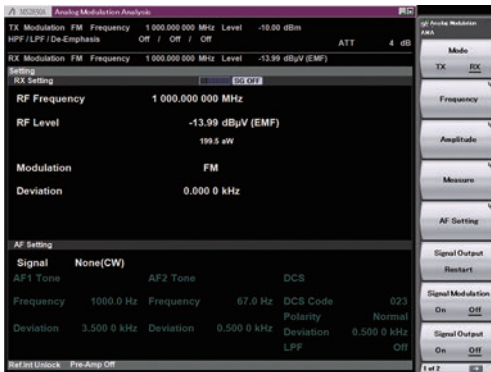 MS2830A Analog Modulation Analysis
TX Modulation FM Frequency 1 000.000 000 MHz Level -10.00 dBm
HPF / LPF / De-Emphasis Off / Off / Off
ATT 4 dB
RX Modulation FM Frequency 1 000.000 000 MHz Level -13.99 dBµV (EMF)
Setting
RX Setting SG OFF
RF Frequency 1 000.000 000 MHz
RF Level -13.99 dBµV (EMF)
199.5 aW
Modulation FM
Deviation 0.000 0 kHz
AF Setting
Signal None(CW)
AF1 Tone AF2 Tone DCS
Frequency 1000.0 Hz Frequency 67.0 Hz DCS Code 023
Polarity Normal
Deviation 3.500 0 kHz Deviation 0.500 0 kHz Deviation 0.500 0 kHz
LPF Off
Ref.Int Unlock Pre-Amp Off
Analog Modulation
ANA
Mode
TX RX
Frequency
Amplitude
Measure
AF Setting
Signal Output
Restart
Signal Modulation
On Off
Signal Output
On Off
1 of 2